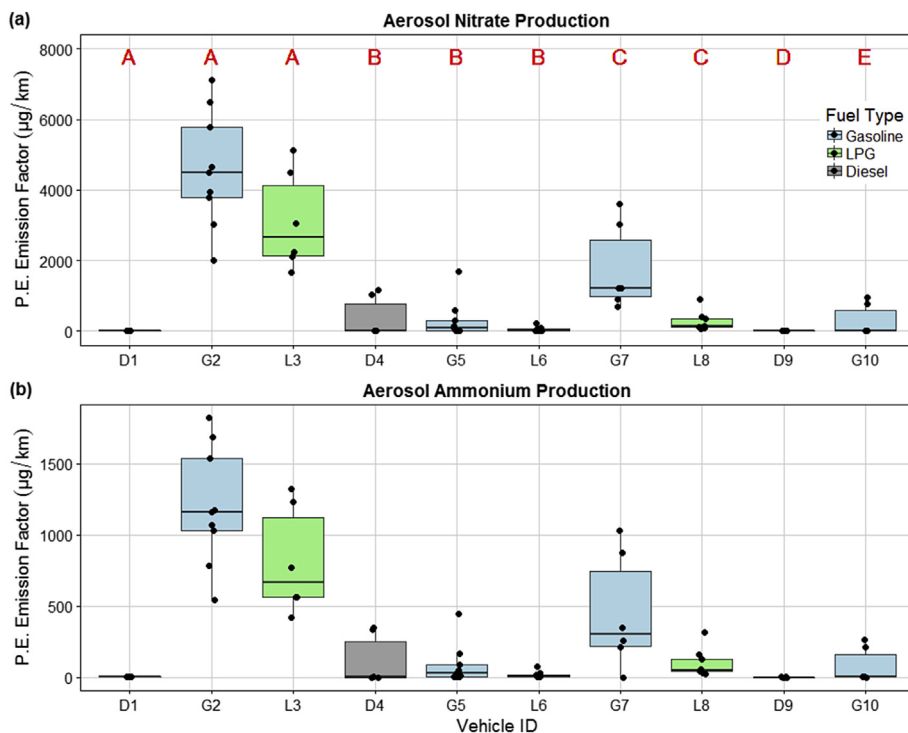 (a)
Aerosol Nitrate Production
A A A B B B C C D E
P.E. Emission Factor (µg/km)
8000
6000
4000
2000
0
Fuel Type
Gasoline
LPG
Diesel
D1 G2 L3 D4 G5 L6 G7 L8 D9 G10
(b)
Aerosol Ammonium Production
P.E. Emission Factor (µg/km)
1500
1000
500
0
D1 G2 L3 D4 G5 L6 G7 L8 D9 G10
Vehicle ID